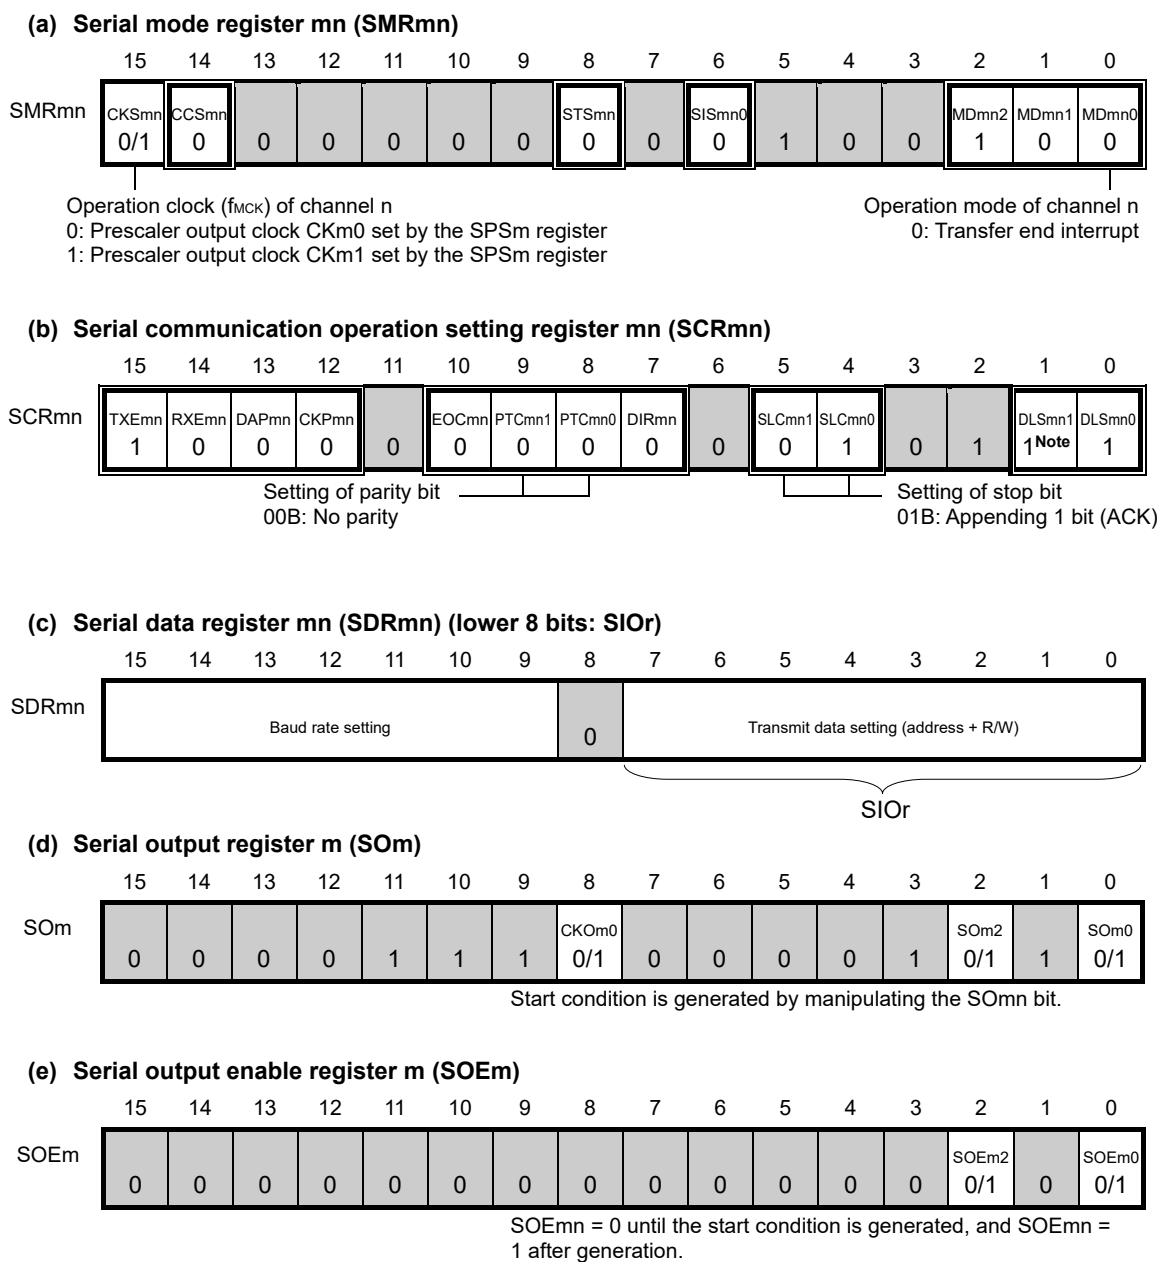 (a) Serial mode register mn (SMRmn)
15 14 13 12 11 10 9 8 7 6 5 4 3 2 1 0
SMRmn CKSmn CCSmn STSmn SISmn0 MDmn2 MDmn1 MDmn0
0/1 0 0 0 0 0 0 0 0 0 1 0 0 1 0 0
Operation clock (fMCK) of channel n
0: Prescaler output clock CKm0 set by the SPSm register
1: Prescaler output clock CKm1 set by the SPSm register
Operation mode of channel n
0: Transfer end interrupt
(b) Serial communication operation setting register mn (SCRmn)
15 14 13 12 11 10 9 8 7 6 5 4 3 2 1 0
SCRmn TXEmn RXEmn DAPmn CKPmn EOCmn PTCmn1 PTCmn0 DIRmn SLCmn1 SLCmn0 DLSmn1 DLSmn0
1 0 0 0 0 0 0 0 0 0 0 1 0 1 1Note 1
Setting of parity bit
00B: No parity
Setting of stop bit
01B: Appending 1 bit (ACK)
(c) Serial data register mn (SDRmn) (lower 8 bits: SIOr)
15 14 13 12 11 10 9 8 7 6 5 4 3 2 1 0
SDRmn
Baud rate setting 0 Transmit data setting (address + R/W)
SIOr
(d) Serial output register m (SOm)
15 14 13 12 11 10 9 8 7 6 5 4 3 2 1 0
SOm CKOm0 SOm2 SOm0
0 0 0 0 1 1 1 0/1 0 0 0 0 1 0/1 1 0/1
Start condition is generated by manipulating the SOmn bit.
(e) Serial output enable register m (SOEm)
15 14 13 12 11 10 9 8 7 6 5 4 3 2 1 0
SOEm SOEm2 SOEm0
0 0 0 0 0 0 0 0 0 0 0 0 0 0/1 0 0/1
SOEmn = 0 until the start condition is generated, and SOEmn =
1 after generation.